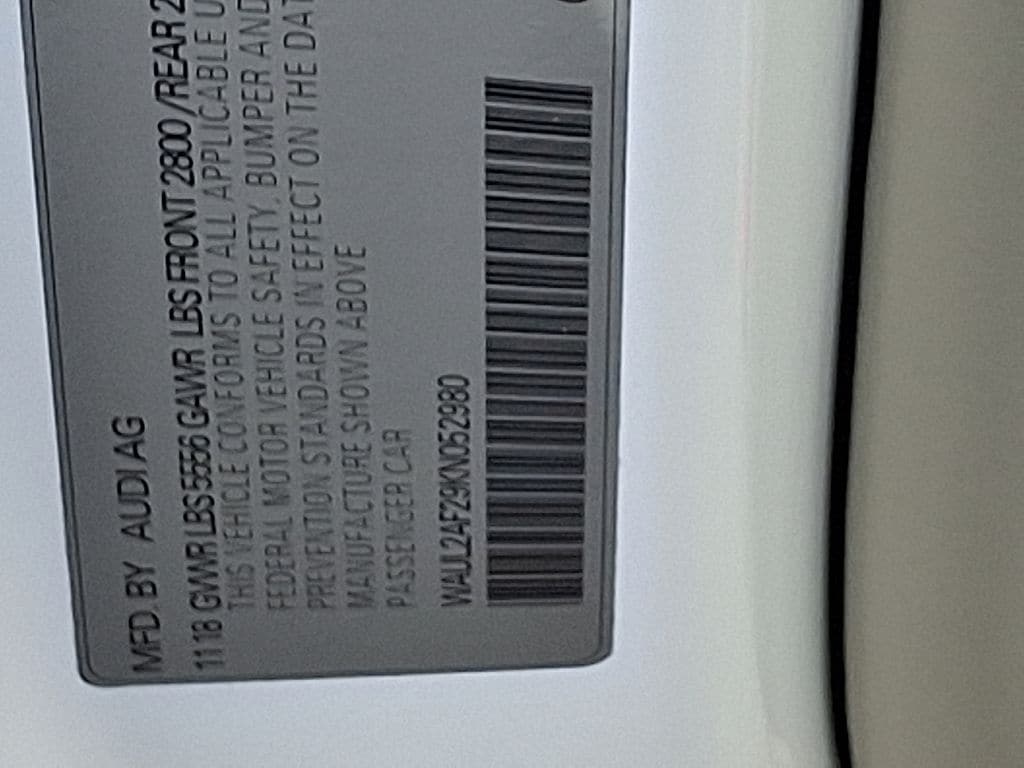 MFD. BY AUDI AG
11 18 GVWR LBS 5556 GAWR LBS FRONT 2800 /REAR 2
THIS VEHICLE CONFORMS TO ALL APPLICABLE U
FEDERAL MOTOR VEHICLE SAFETY, BUMPER AND
PREVENTION STANDARDS IN EFFECT ON THE DAT
MANUFACTURE SHOWN ABOVE
PASSENGER CAR
WAUL2AF29KN052980